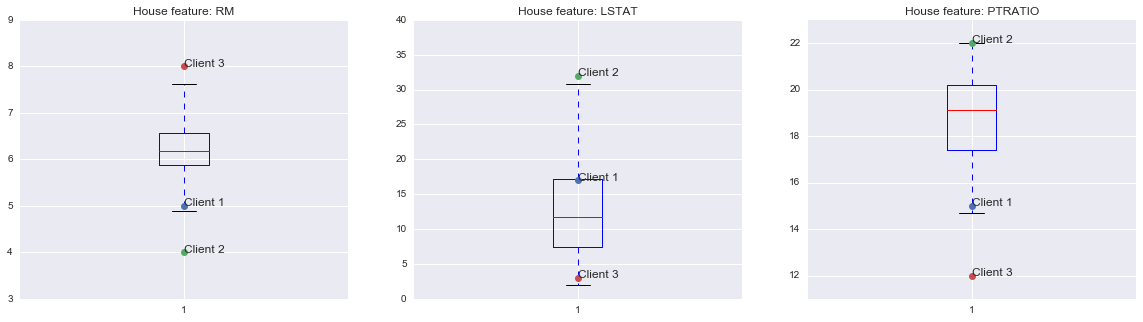 House feature: RM
9
8
7
6
5
4
3
Client 3
Client 1
Client 2
1
House feature: LSTAT
40
35
30
25
20
15
10
5
0
Client 2
Client 1
Client 3
1
House feature: PTRATIO
22
20
18
16
14
12
Client 2
Client 1
Client 3
1